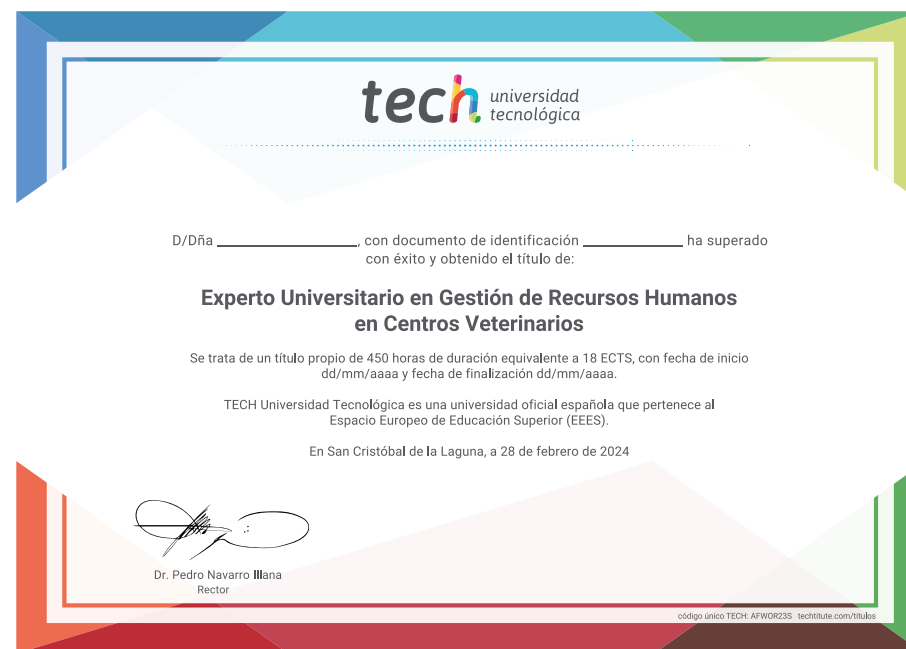 tech universidad
tecnológica
D/Dña ______________, con documento de identificación __________ ha superado
con éxito y obtenido el título de:
Experto Universitario en Gestión de Recursos Humanos
en Centros Veterinarios
Se trata de un título propio de 450 horas de duración equivalente a 18 ECTS, con fecha de inicio
dd/mm/aaaa y fecha de finalización dd/mm/aaaa.
TECH Universidad Tecnológica es una universidad oficial española que pertenece al
Espacio Europeo de Educación Superior (EEES).
En San Cristóbal de la Laguna, a 28 de febrero de 2024
Dr. Pedro Navarro Illana
Rector
código único TECH: AFWOR23S techtitute.com/titulos